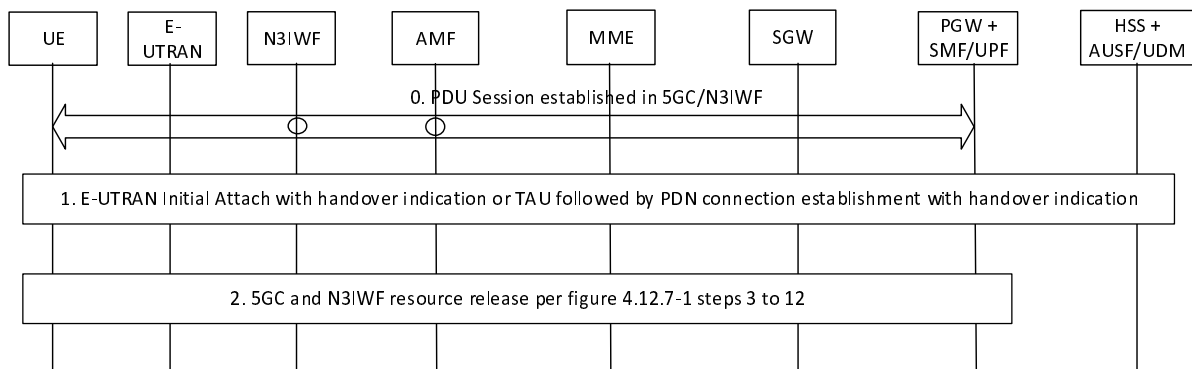 UE
E-
UTRAN
N3IWF
AMF
MME
SGW
PGW +
SMF/UPF
HSS +
AUSF/UDM
0. PDU Session established in 5GC/N3IWF
1. E-UTRAN Initial Attach with handover indication or TAU followed by PDN connection establishment with handover indication
2. 5GC and N3IWF resource release per figure 4.12.7-1 steps 3 to 12